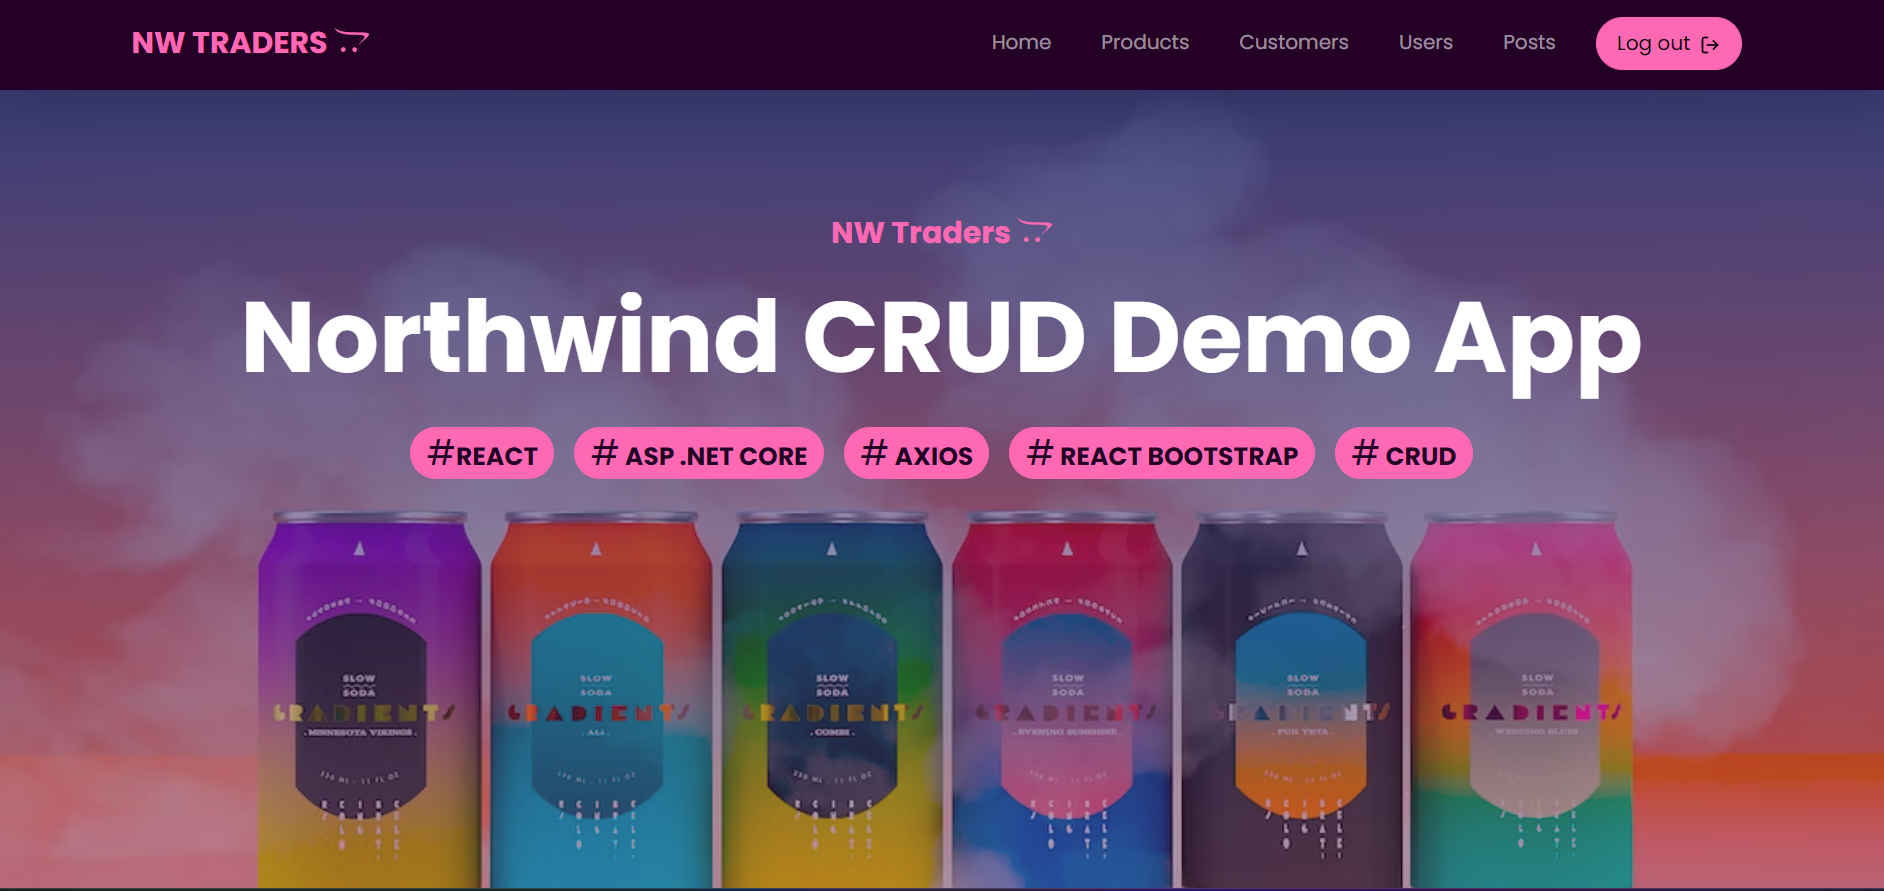 NW TRADERS
Home Products Customers Users Posts Log out
NW Traders
Northwind CRUD Demo App
#REACT # ASP .NET CORE # AXIOS # REACT BOOTSTRAP # CRUD
SLOW SODA GRADIENTS . MINNESOTA VIKINGS .
SLOW SODA GRADIENTS . ALI .
SLOW SODA GRADIENTS . COMBI .
SLOW SODA GRADIENTS . EVENING SUNSHINE .
SLOW SODA GRADIENTS . PUN YETA .
SLOW SODA GRADIENTS . WEDDING BLUES .